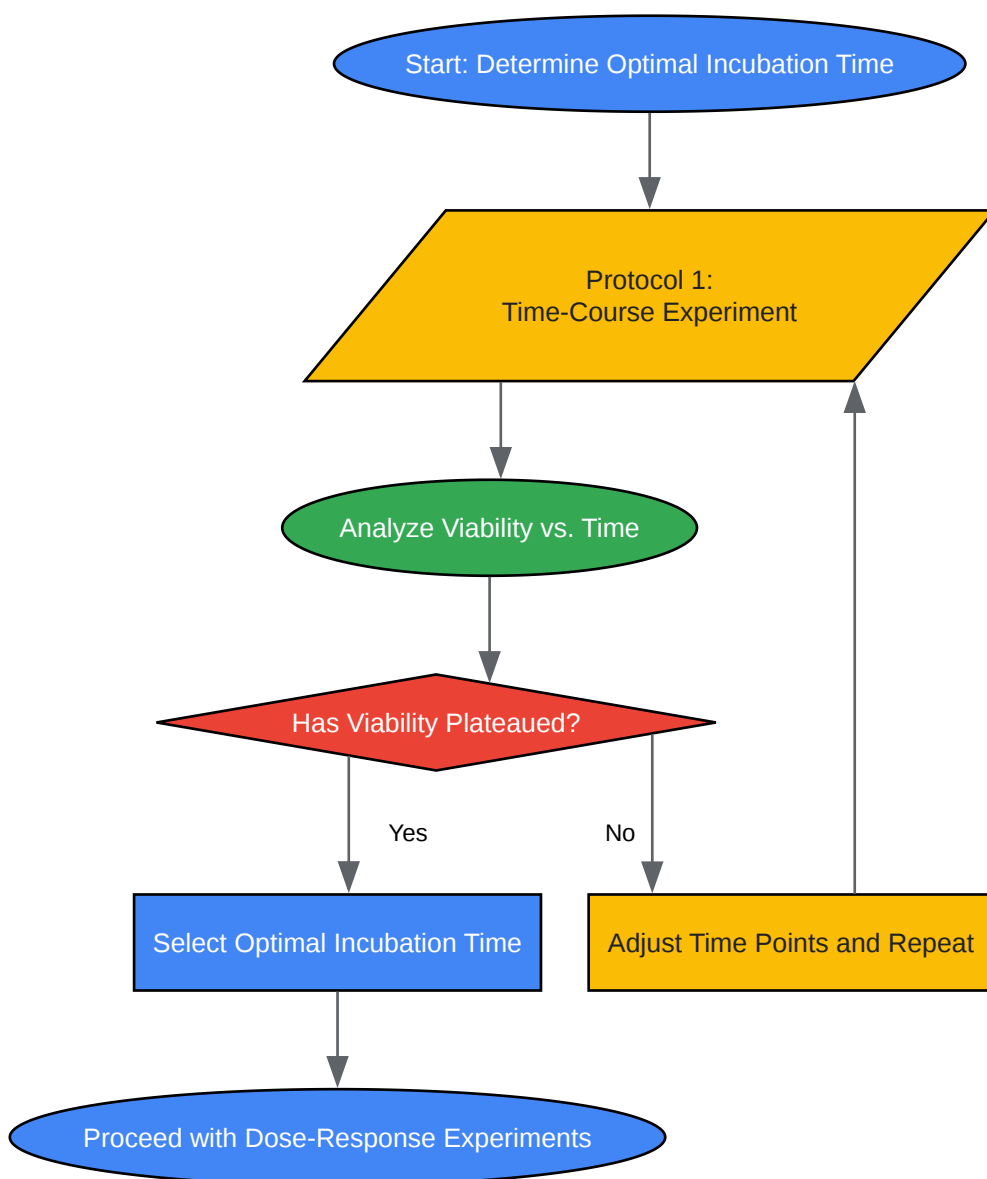 Start: Determine Optimal Incubation Time
Protocol 1:
Time-Course Experiment
Analyze Viability vs. Time
Has Viability Plateaued?
Yes
No
Select Optimal Incubation Time
Adjust Time Points and Repeat
Proceed with Dose-Response Experiments